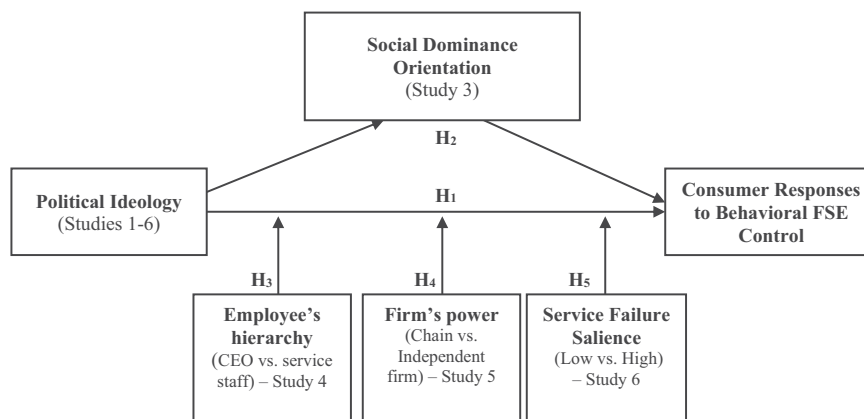 Social Dominance
Orientation
(Study 3)
H2
Political Ideology
(Studies 1-6)
H1
Consumer Responses
to Behavioral FSE
Control
H3
H4
H5
Employee's
hierarchy
(CEO vs. service
staff) – Study 4
Firm's power
(Chain vs.
Independent
firm) – Study 5
Service Failure
Salience
(Low vs. High)
– Study 6